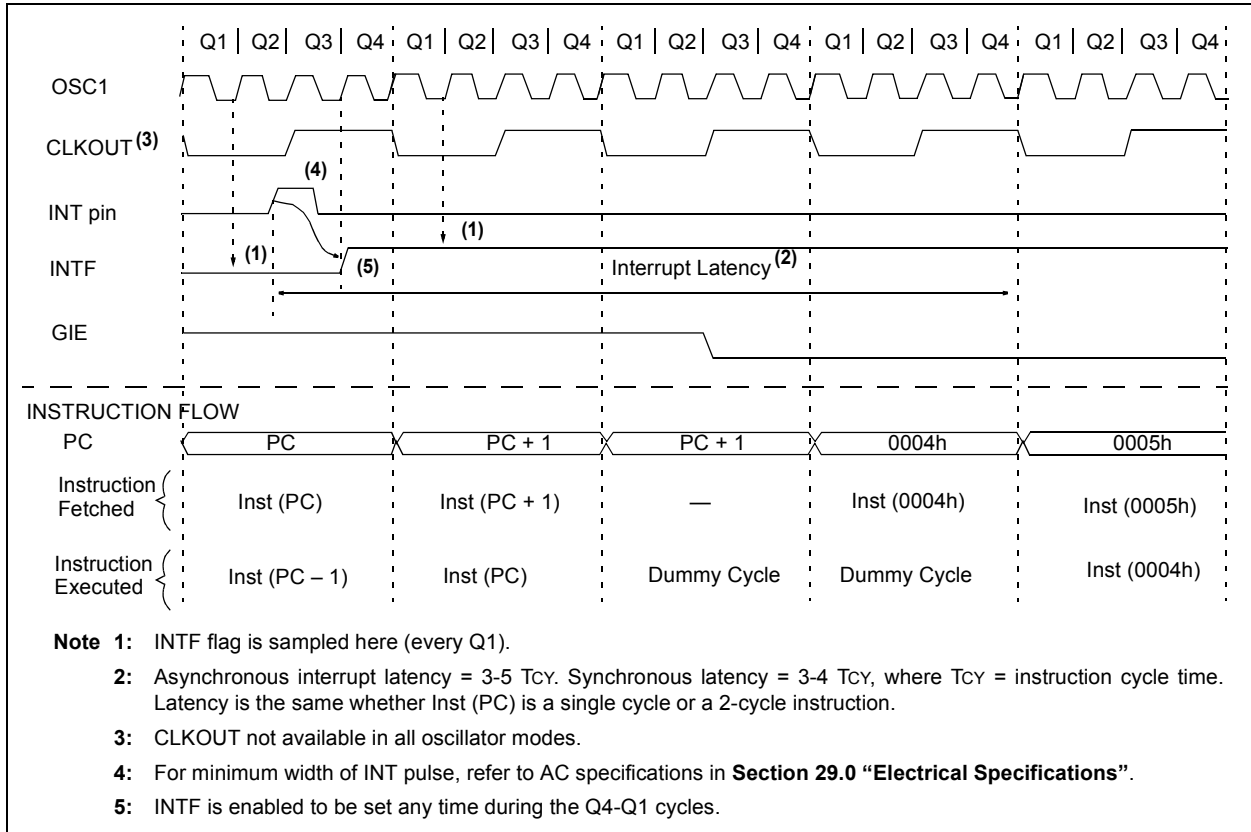 Q1 Q2 Q3 Q4 Q1 Q2 Q3 Q4 Q1 Q2 Q3 Q4 Q1 Q2 Q3 Q4 Q1 Q2 Q3 Q4
OSC1
CLKOUT (3)
(4)
INT pin
(1)
(1)
INTF
(5)
Interrupt Latency (2)
GIE
INSTRUCTION FLOW
PC PC PC + 1 PC + 1 0004h 0005h
Instruction Fetched Inst (PC) Inst (PC + 1) — Inst (0004h) Inst (0005h)
Instruction Executed Inst (PC – 1) Inst (PC) Dummy Cycle Dummy Cycle Inst (0004h)
Note 1: INTF flag is sampled here (every Q1).
2: Asynchronous interrupt latency = 3-5 TCY. Synchronous latency = 3-4 TCY, where TCY = instruction cycle time.
Latency is the same whether Inst (PC) is a single cycle or a 2-cycle instruction.
3: CLKOUT not available in all oscillator modes.
4: For minimum width of INT pulse, refer to AC specifications in Section 29.0 “Electrical Specifications”.
5: INTF is enabled to be set any time during the Q4-Q1 cycles.